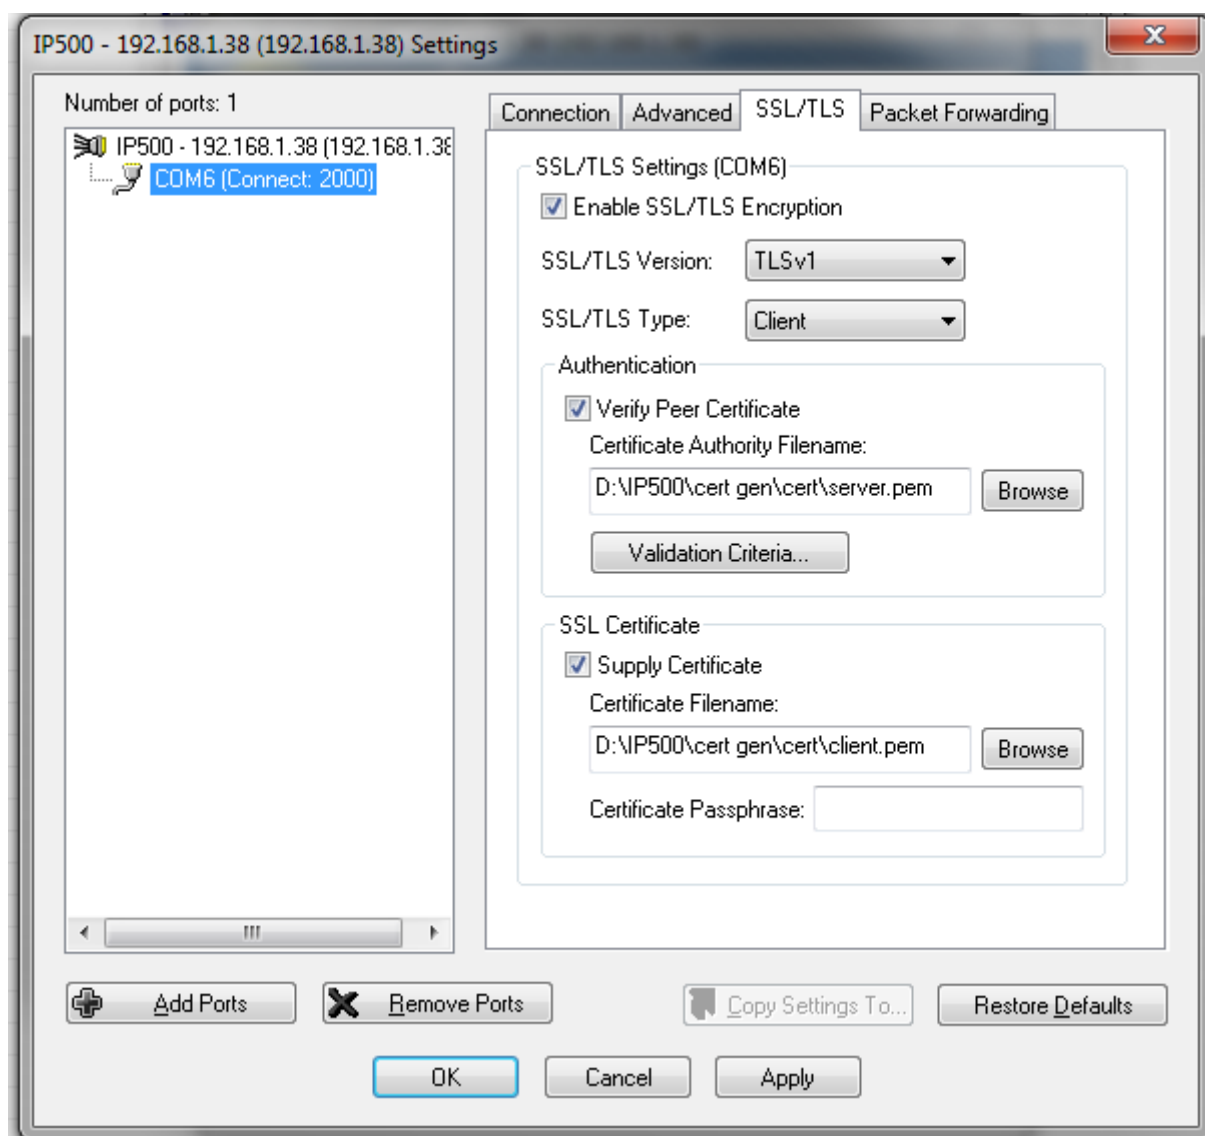 IP500 - 192.168.1.38 (192.168.1.38) Settings
Number of ports: 1
IP500 - 192.168.1.38 (192.168.1.38
COM6 (Connect: 2000)
Connection Advanced SSL/TLS Packet Forwarding
SSL/TLS Settings (COM6)
Enable SSL/TLS Encryption
SSL/TLS Version: TLSv1
SSL/TLS Type: Client
Authentication
Verify Peer Certificate
Certificate Authority Filename:
D:\IP500\cert gen\cert\server.pem Browse
Validation Criteria...
SSL Certificate
Supply Certificate
Certificate Filename:
D:\IP500\cert gen\cert\client.pem Browse
Certificate Passphrase:
Add Ports Remove Ports Copy Settings To... Restore Defaults
OK Cancel Apply